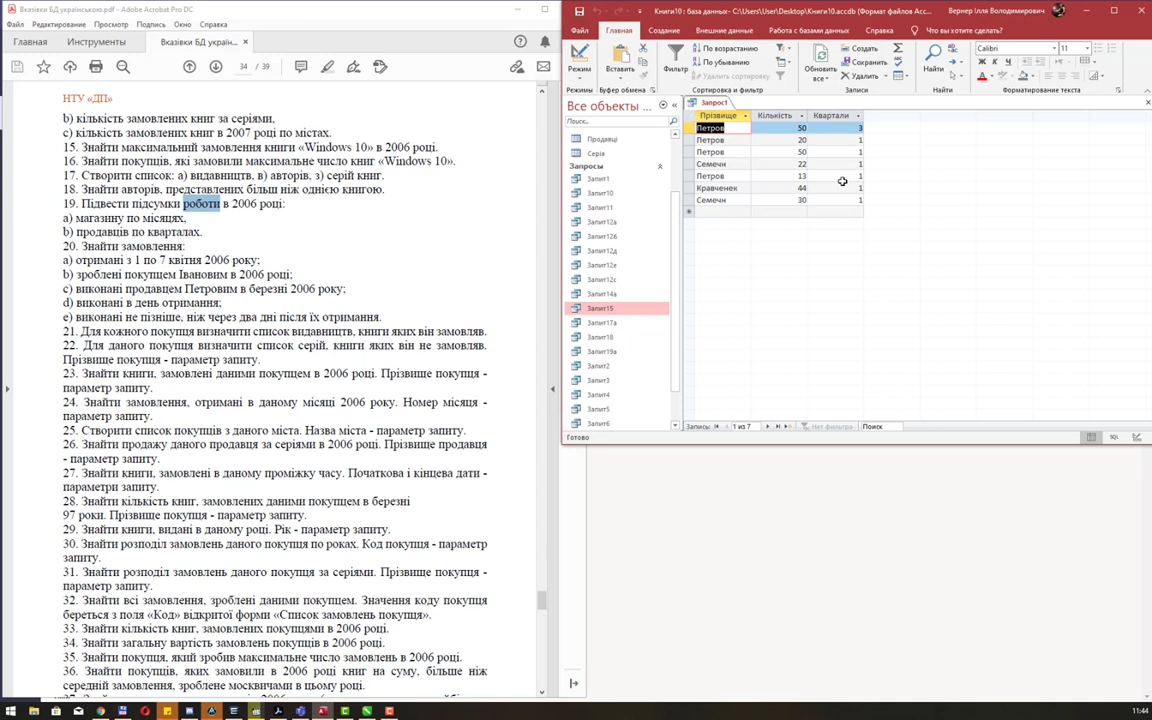 Вказівки БД українською.pdf - Adobe Acrobat Pro DC
Файл Редактирование Просмотр Подпись Окно Справка
Главная Инструменты Вказівки БД україн... ×
34 / 39
НТУ «ДП»
b) кількість замовлених книг за серіями,
c) кількість замовлених книг в 2007 році по містах.
15. Знайти максимальний замовлення книги «Windows 10» в 2006 році.
16. Знайти покупців, які замовили максимальне число книг «Windows 10».
17. Створити список: а) видавництв, в) авторів, з) серій книг.
18. Знайти авторів, представлених більш ніж однією книгою.
19. Підвести підсумки роботи в 2006 році:
a) магазину по місяцях,
b) продавців по кварталах.
20. Знайти замовлення:
a) отримані з 1 по 7 квітня 2006 року;
b) зроблені покупцем Івановим в 2006 році;
c) виконані продавцем Петровим в березні 2006 року;
d) виконані в день отримання;
e) виконані не пізніше, ніж через два дні після їх отримання.
21. Для кожного покупця визначити список видавництв, книги яких він замовляв.
22. Для даного покупця визначити список серій, книги яких він не замовляв.
Прізвище покупця - параметр запиту.
23. Знайти книги, замовлені даними покупцем в 2006 році. Прізвище покупця -
параметр запиту.
24. Знайти замовлення, отримані в даному місяці 2006 року. Номер місяця -
параметр запиту.
25. Створити список покупців з даного міста. Назва міста - параметр запиту.
26. Знайти продажу даного продавця за серіями в 2006 році. Прізвище продавця
- параметр запиту.
27. Знайти книги, замовлені в даному проміжку часу. Початкова і кінцева дати -
параметри запиту.
28. Знайти кількість книг, замовлених даними покупцем в березні
97 роки. Прізвище покупця - параметр запиту.
29. Знайти книги, видані в даному році. Рік - параметр запиту.
30. Знайти розподіл замовлень даного покупця по роках. Код покупця - параметр
запиту.
31. Знайти розподіл замовлень даного покупця за серіями. Прізвище покупця -
параметр запиту.
32. Знайти всі замовлення, зроблені даними покупцем. Значення коду покупця
береться з поля «Код» відкритої форми «Список замовлень покупця».
33. Знайти кількість книг, замовлених покупцями в 2006 році.
34. Знайти загальну вартість замовлень покупців в 2006 році.
35. Знайти покупця, який зробив максимальне число замовлень в 2006 році.
36. Знайти покупців, яких замовили в 2006 році книг на суму, більше ніж
середній замовлення, зроблене москвичами в цьому році.
Книги10 : база данных- C:\Users\User\Desktop\Книги10.accdb (Формат файлов Acc... Вернер Ілля Володимирович
Файл Главная Создание Внешние данные Работа с базами данных Справка Что вы хотите сделать?
Режим Вставить Фильтр По возрастанию По убыванию Удалить сортировку Обновить все Создать Сохранить Удалить Найти Calibri 11
Режимы Буфер обмена Сортировка и фильтр Записи Форматирование текста
Все объекты ...
Поиск...
Продавці
Серія
Запросы
Запит1
Запит10
Запит11
Запит12а
Запит12б
Запит12д
Запит12е
Запит12с
Запит14а
Запит15
Запит17а
Запит18
Запит19а
Запит2
Запит3
Запит4
Запит5
Запит6
Запрос1
Прізвище Кількість Квартали
Петров 50 3
Петров 20 1
Петров 50 1
Семечн 22 1
Петров 13 1
Кравченек 44 1
Семечн 30 1
Запись: 1 из 7 Нет фильтра Поиск
Готово SQL
11:44